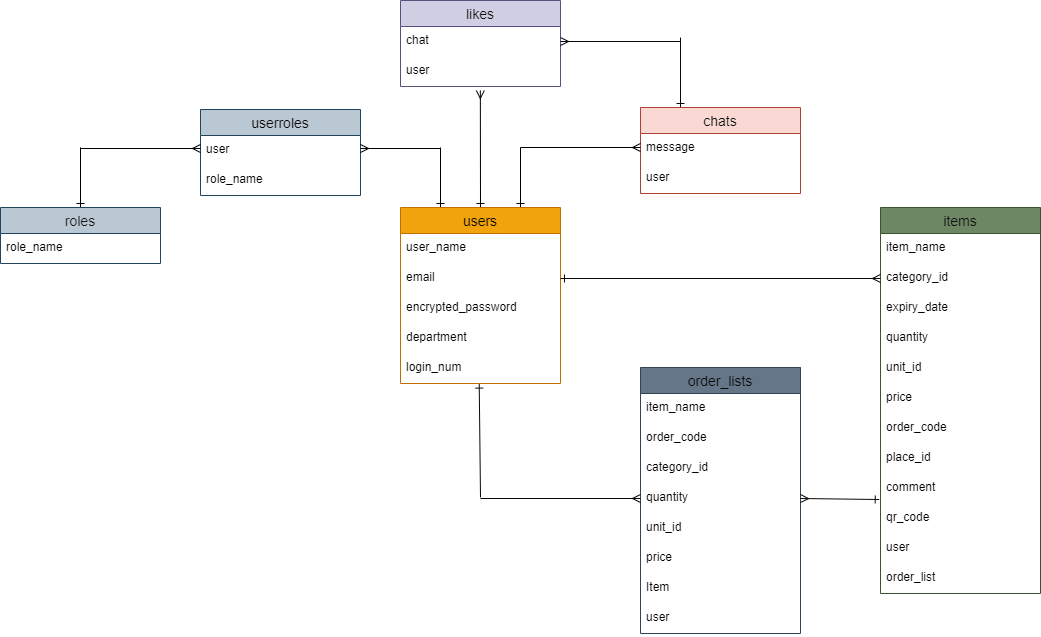 likes
chat
user
userroles
user
role_name
chats
message
user
roles
role_name
users
user_name
email
encrypted_password
department
login_num
items
item_name
category_id
expiry_date
quantity
unit_id
price
order_code
place_id
comment
qr_code
user
order_list
order_lists
item_name
order_code
category_id
quantity
unit_id
price
Item
user